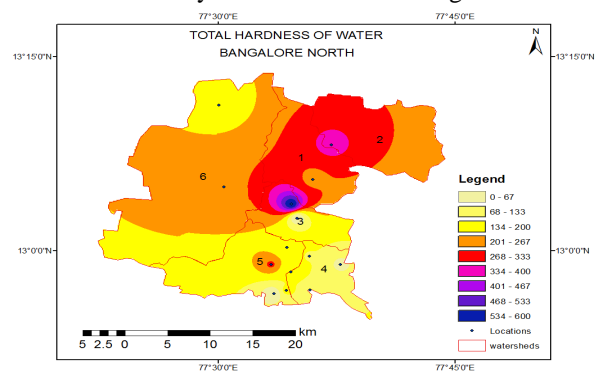 77°30'0"E 77°45'0"E
TOTAL HARDNESS OF WATER
BANGALORE NORTH
N
13°15'0"N 13°15'0"N
2
1
6
3
5
4
13°0'0"N 13°0'0"N
Legend
0 - 67
68 - 133
134 - 200
201 - 267
268 - 333
334 - 400
401 - 467
468 - 533
534 - 600
Locations
watersheds
km
5 2.5 0 5 10 15 20
77°30'0"E 77°45'0"E